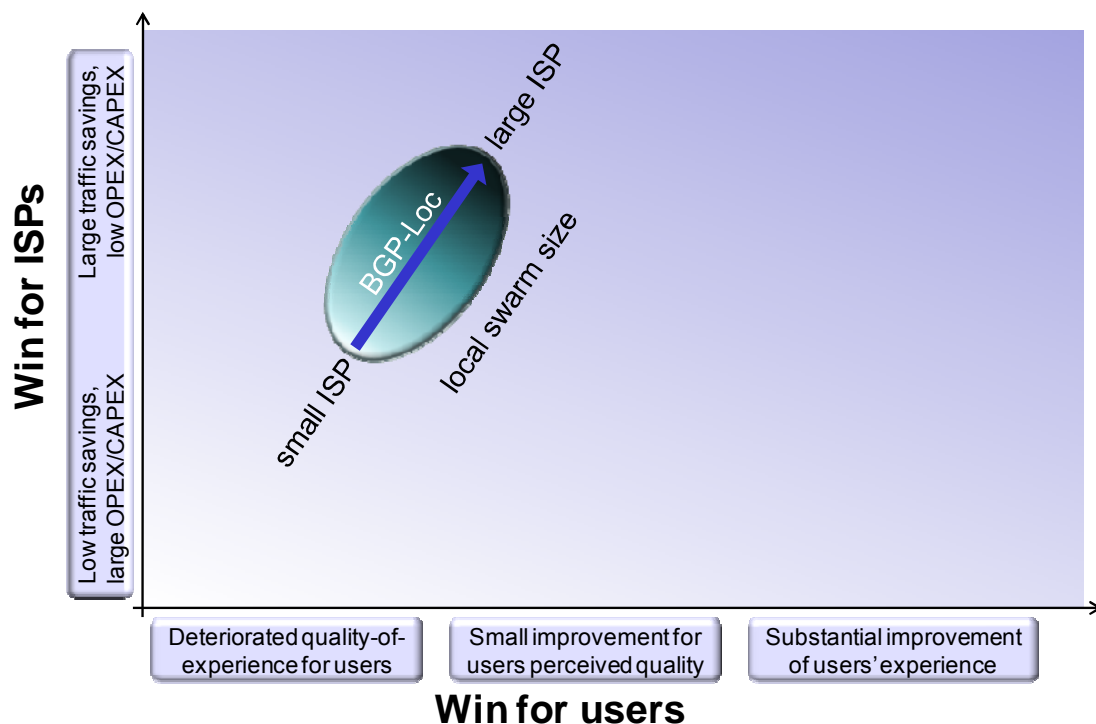 Win for ISPs
Large traffic savings,
low OPEX/CAPEX
Low traffic savings,
large OPEX/CAPEX
large ISP
BGP-Loc
local swarm size
small ISP
Deteriorated quality-of-
experience for users
Small improvement for
users perceived quality
Substantial improvement
of users' experience
Win for users